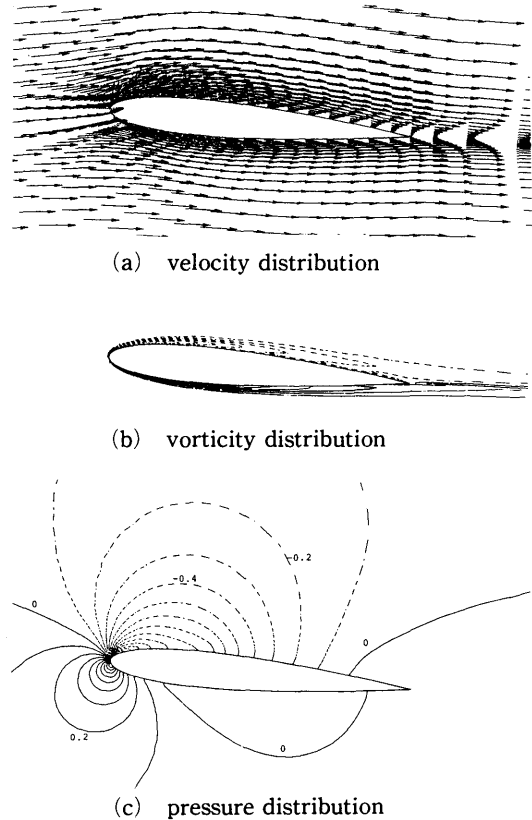 (a) velocity distribution
(b) vorticity distribution
-0.2
-0.4
0
0
0.2
0
(c) pressure distribution